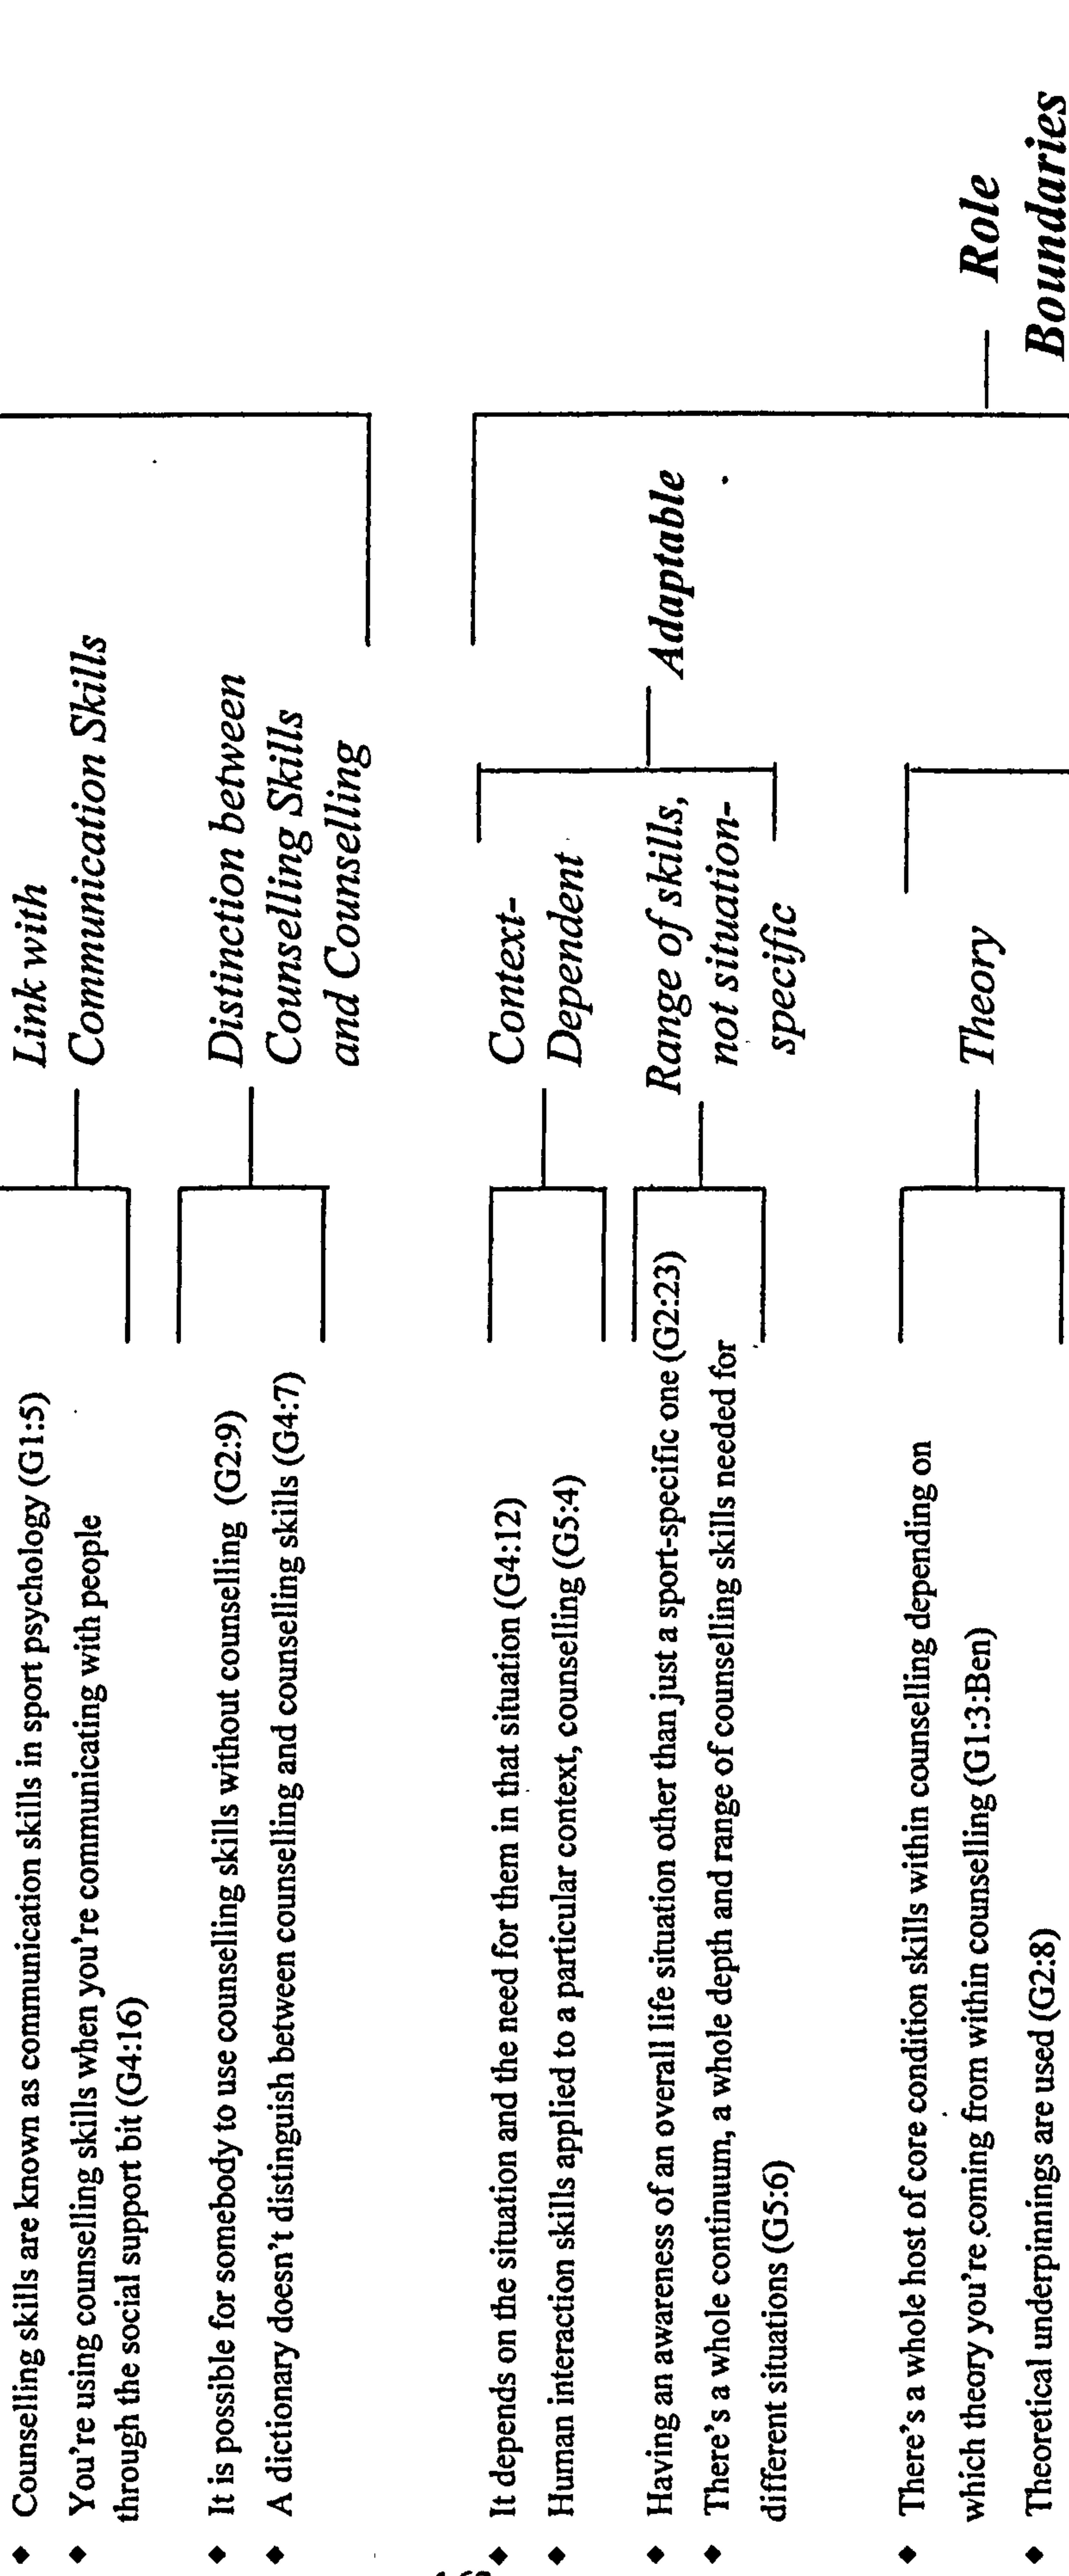 ◆ Counselling skills are known as communication skills in sport psychology (G1:5)
◆ You're using counselling skills when you're communicating with people
through the social support bit (G4:16)
Link with
Communication Skills
◆ It is possible for somebody to use counselling skills without counselling (G2:9)
◆ A dictionary doesn't distinguish between counselling and counselling skills (G4:7)
Distinction between
Counselling Skills
and Counselling
◆ It depends on the situation and the need for them in that situation (G4:12)
◆ Human interaction skills applied to a particular context, counselling (G5:4)
Context-
Dependent
◆ Having an awareness of an overall life situation other than just a sport-specific one (G2:23)
◆ There's a whole continuum, a whole depth and range of counselling skills needed for
different situations (G5:6)
Range of skills,
not situation-
specific
Adaptable
◆ There's a whole host of core condition skills within counselling depending on
which theory you're coming from within counselling (G1:3:Ben)
◆ Theoretical underpinnings are used (G2:8)
Theory
Role
Boundaries